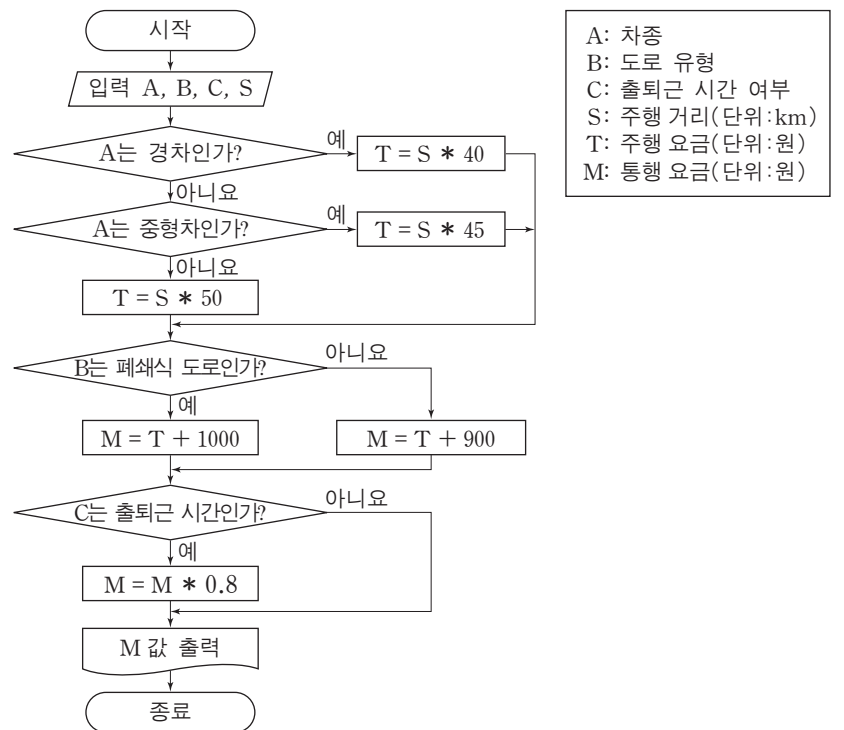 시작
입력 A, B, C, S
A는 경차인가?
예
T = S * 40
아니요
A는 중형차인가?
예
T = S * 45
아니요
T = S * 50
B는 폐쇄식 도로인가?
아니요
예
M = T + 1000
M = T + 900
C는 출퇴근 시간인가?
아니요
예
M = M * 0.8
M 값 출력
종료
A: 차종
B: 도로 유형
C: 출퇴근 시간 여부
S: 주행 거리(단위:km)
T: 주행 요금(단위:원)
M: 통행 요금(단위:원)